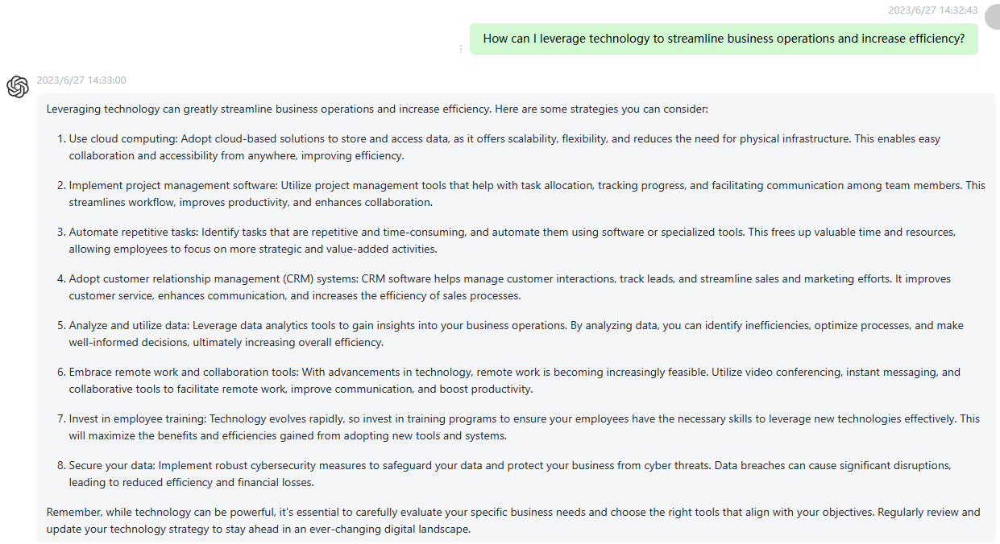 2023/6/27 14:32:43
How can I leverage technology to streamline business operations and increase efficiency?
2023/6/27 14:33:00
Leveraging technology can greatly streamline business operations and increase efficiency. Here are some strategies you can consider:
1. Use cloud computing: Adopt cloud-based solutions to store and access data, as it offers scalability, flexibility, and reduces the need for physical infrastructure. This enables easy
collaboration and accessibility from anywhere, improving efficiency.
2. Implement project management software: Utilize project management tools that help with task allocation, tracking progress, and facilitating communication among team members. This
streamlines workflow, improves productivity, and enhances collaboration.
3. Automate repetitive tasks: Identify tasks that are repetitive and time-consuming, and automate them using software or specialized tools. This frees up valuable time and resources,
allowing employees to focus on more strategic and value-added activities.
4. Adopt customer relationship management (CRM) systems: CRM software helps manage customer interactions, track leads, and streamline sales and marketing efforts. It improves
customer service, enhances communication, and increases the efficiency of sales processes.
5. Analyze and utilize data: Leverage data analytics tools to gain insights into your business operations. By analyzing data, you can identify inefficiencies, optimize processes, and make
well-informed decisions, ultimately increasing overall efficiency.
6. Embrace remote work and collaboration tools: With advancements in technology, remote work is becoming increasingly feasible. Utilize video conferencing, instant messaging, and
collaborative tools to facilitate remote work, improve communication, and boost productivity.
7. Invest in employee training: Technology evolves rapidly, so invest in training programs to ensure your employees have the necessary skills to leverage new technologies effectively. This
will maximize the benefits and efficiencies gained from adopting new tools and systems.
8. Secure your data: Implement robust cybersecurity measures to safeguard your data and protect your business from cyber threats. Data breaches can cause significant disruptions,
leading to reduced efficiency and financial losses.
Remember, while technology can be powerful, it's essential to carefully evaluate your specific business needs and choose the right tools that align with your objectives. Regularly review and
update your technology strategy to stay ahead in an ever-changing digital landscape.